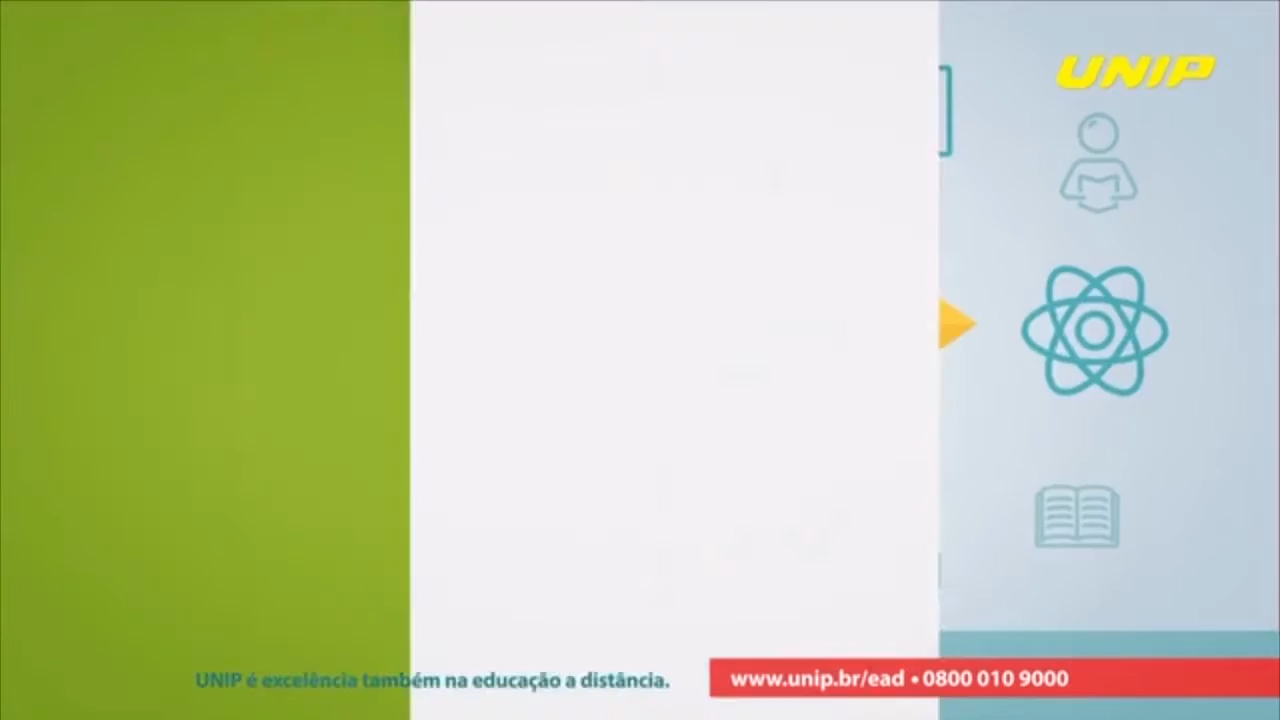 UNIP
UNIP é excelência também na educação a distância.
www.unip.br/ead • 0800 010 9000